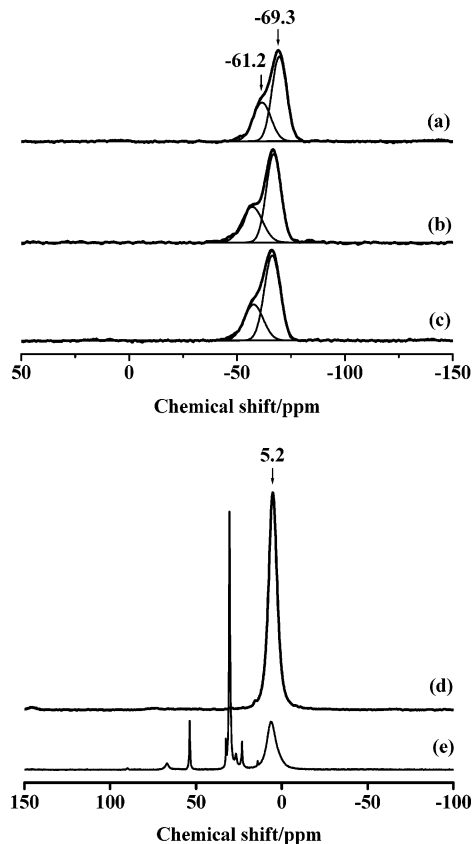 -69.3
-61.2
(a)
(b)
(c)
50 0 -50 -100 -150
Chemical shift/ppm
5.2
(d)
(e)
150 100 50 0 -50 -100
Chemical shift/ppm